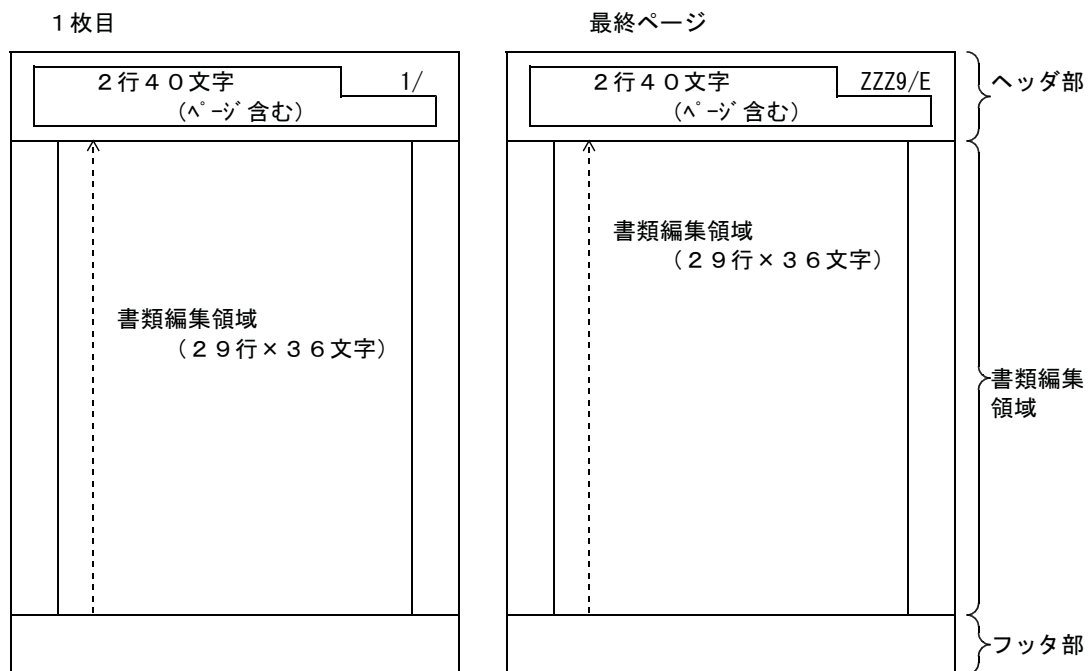 １枚目
最終ページ
２行４０文字 1/
(ﾍﾟｰｼﾞ含む)
２行４０文字 ZZZ9/E
(ﾍﾟｰｼﾞ含む)
ヘッダ部
書類編集領域
（２９行×３６文字）
書類編集領域
（２９行×３６文字）
書類編集
領域
フッタ部